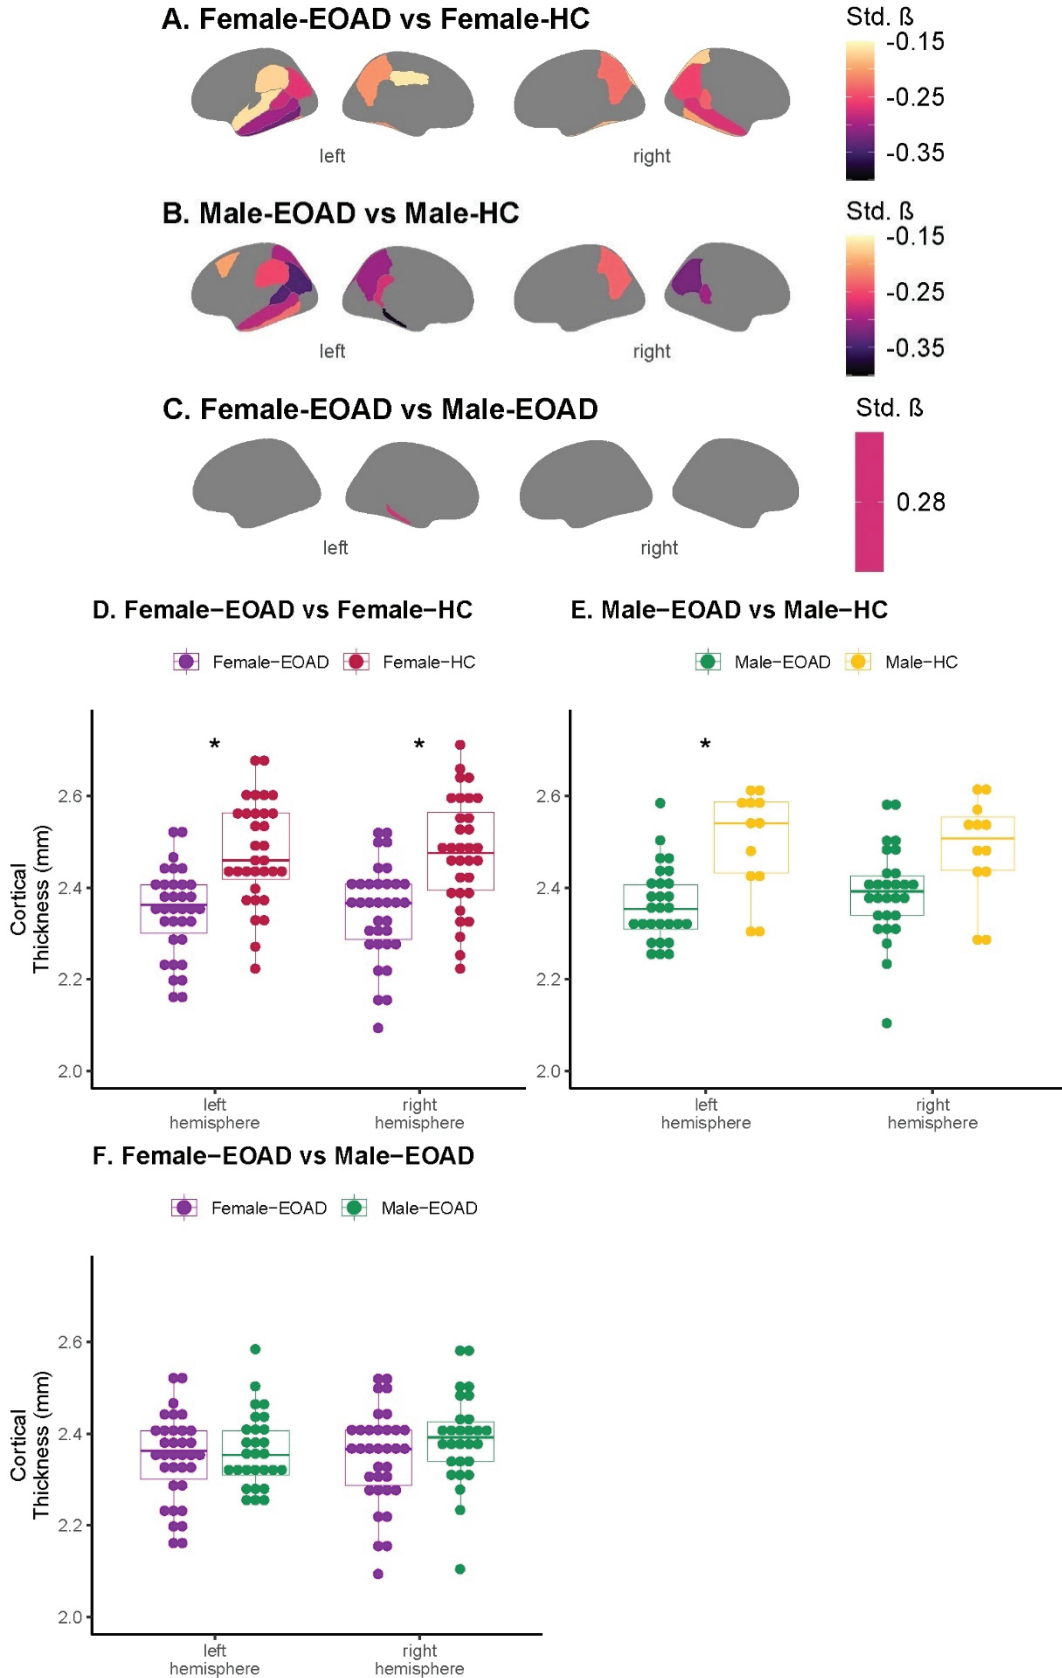 A. Female-EOAD vs Female-HC
Std. ß
-0.15
-0.25
-0.35
left
right
B. Male-EOAD vs Male-HC
Std. ß
-0.15
-0.25
-0.35
left
right
C. Female-EOAD vs Male-EOAD
Std. ß
0.28
left
right
D. Female−EOAD vs Female−HC
Female−EOAD
Female−HC
Cortical
Thickness (mm)
2.6
2.4
2.2
2.0
*
*
left
hemisphere
right
hemisphere
E. Male−EOAD vs Male−HC
Male−EOAD
Male−HC
2.6
2.4
2.2
2.0
*
left
hemisphere
right
hemisphere
F. Female−EOAD vs Male−EOAD
Female−EOAD
Male−EOAD
Cortical
Thickness (mm)
2.6
2.4
2.2
2.0
left
hemisphere
right
hemisphere